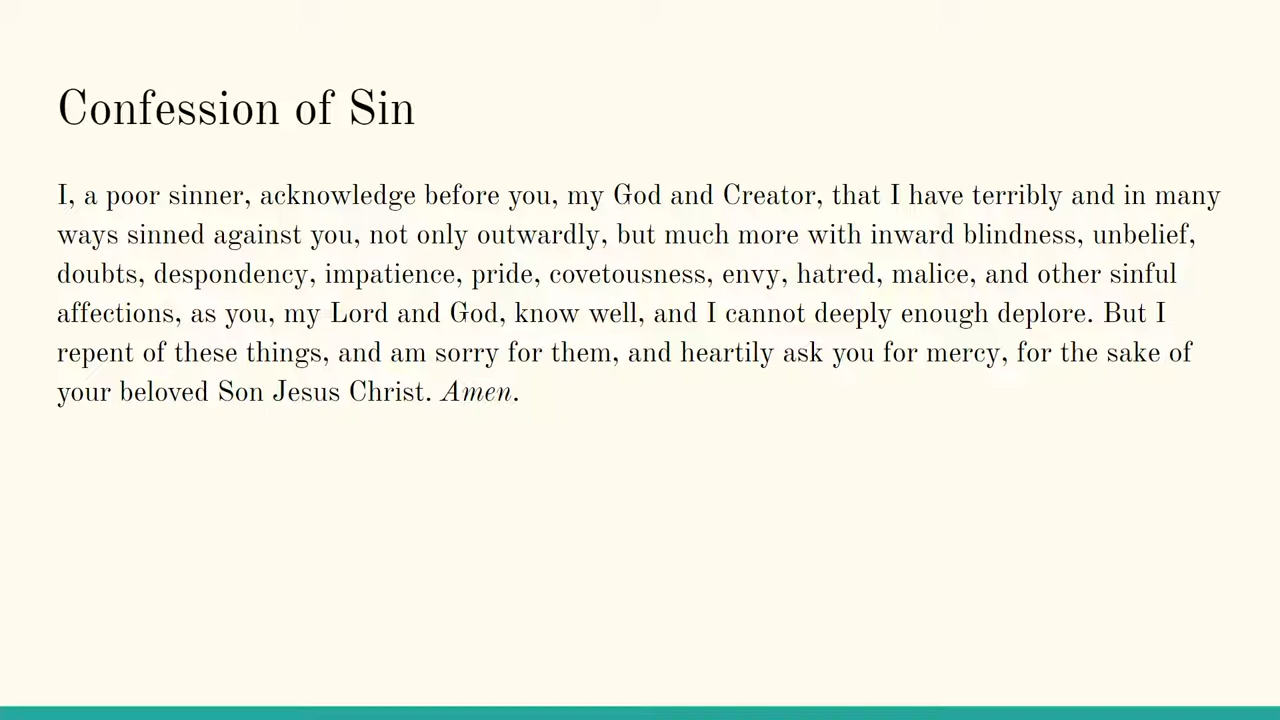 Confession of Sin
I, a poor sinner, acknowledge before you, my God and Creator, that I have terribly and in many
ways sinned against you, not only outwardly, but much more with inward blindness, unbelief,
doubts, despondency, impatience, pride, covetousness, envy, hatred, malice, and other sinful
affections, as you, my Lord and God, know well, and I cannot deeply enough deplore. But I
repent of these things, and am sorry for them, and heartily ask you for mercy, for the sake of
your beloved Son Jesus Christ. Amen.